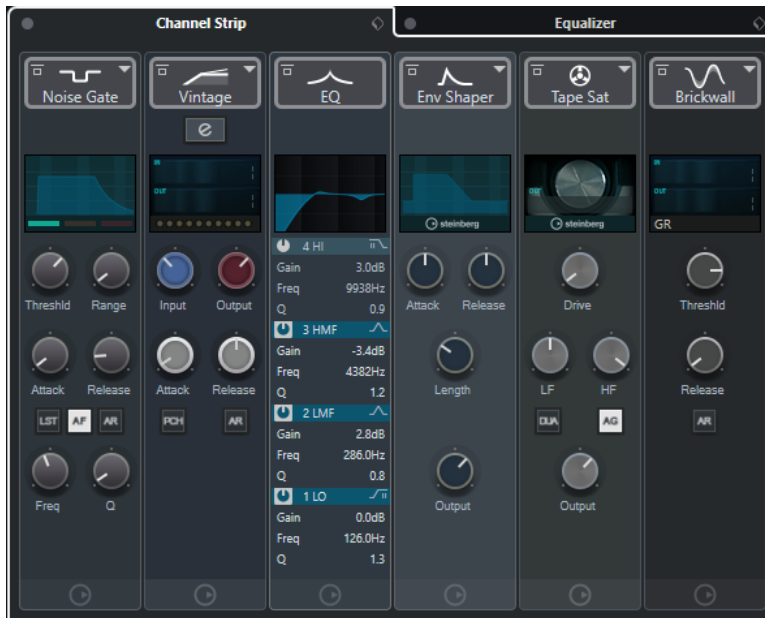 Channel Strip
Equalizer
Noise Gate
Vintage
EQ
Env Shaper
Tape Sat
Brickwall
e
IN
OUT
steinberg
OUT
steinberg
IN
OUT
GR
Threshld
Range
Attack
Release
LST
AF
AR
Freq
Q
Input
Output
Attack
Release
PCH
AR
4 HI
Gain 3.0dB
Freq 9938Hz
Q 0.9
3 HMF
Gain -3.4dB
Freq 4382Hz
Q 1.2
2 LMF
Gain 2.8dB
Freq 286.0Hz
Q 0.8
1 LO
Gain 0.0dB
Freq 126.0Hz
Q 1.3
Attack
Release
Length
Output
Drive
LF
HF
DUA
AG
Output
Threshld
Release
AR